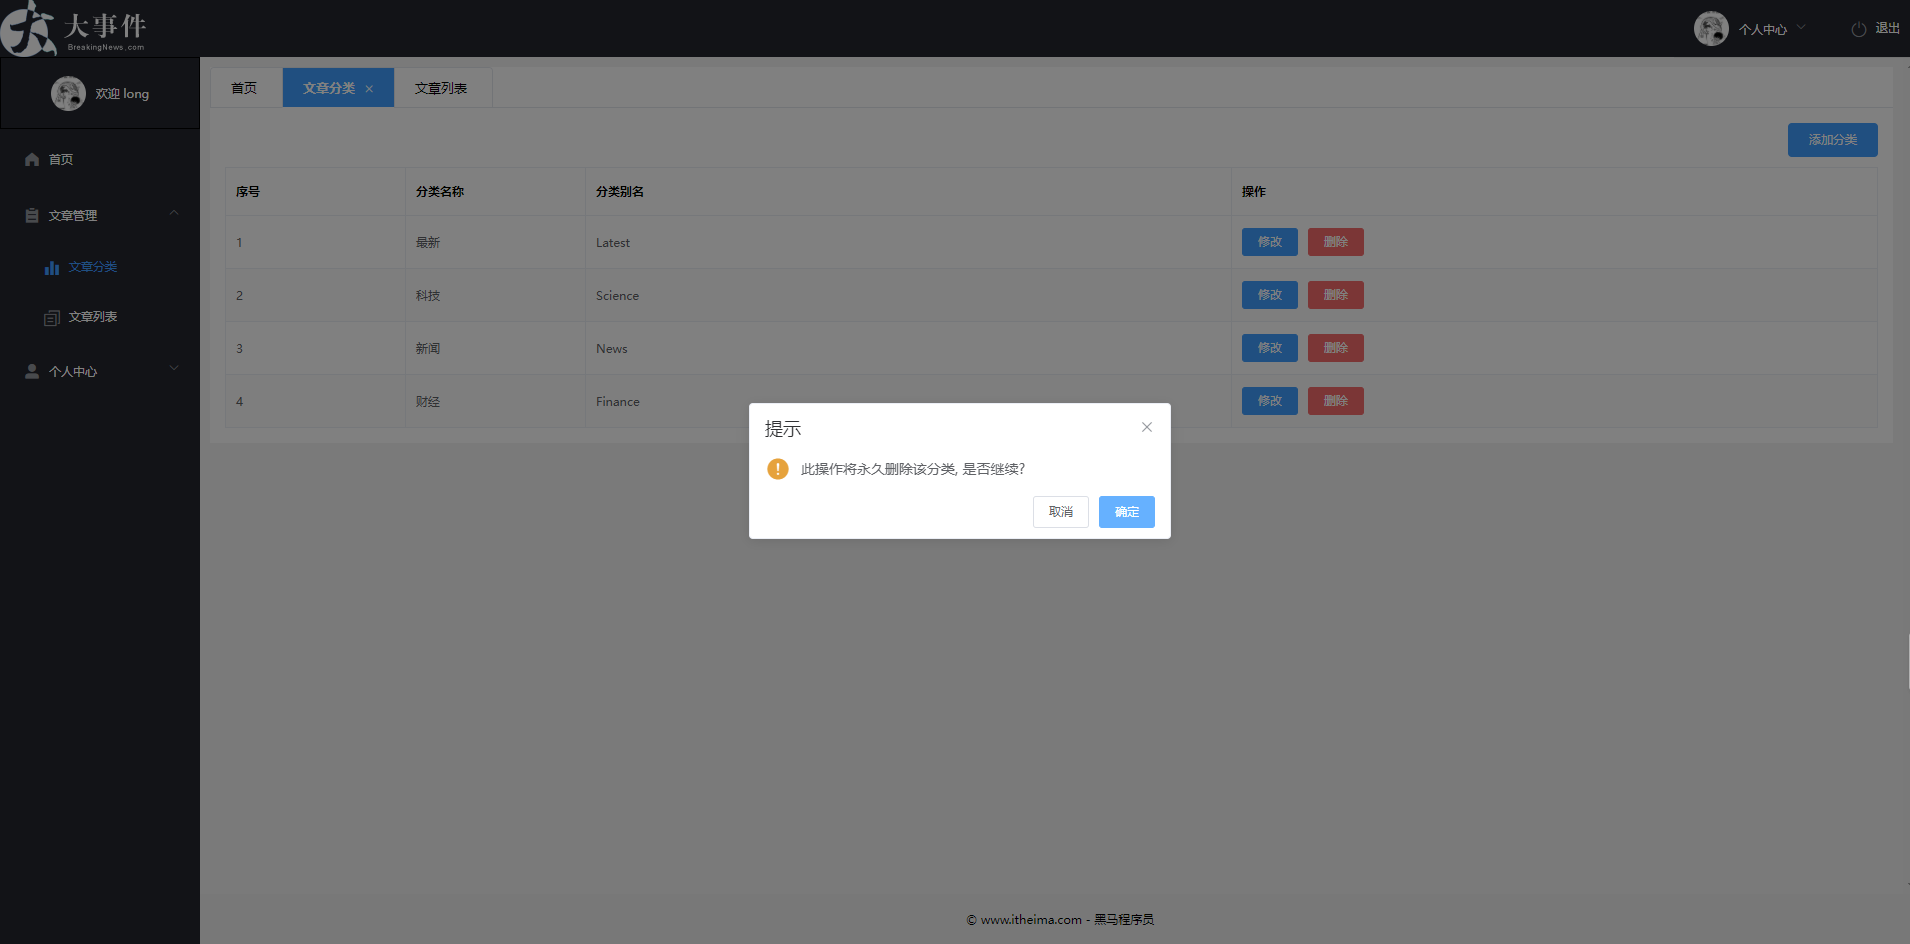 大事件
BreakingNews.com
个人中心
退出
欢迎 long
首页
文章管理
文章分类
文章列表
个人中心
首页
文章分类 ×
文章列表
添加分类
序号 分类名称 分类别名 操作
1 最新 Latest 修改 删除
2 科技 Science 修改 删除
3 新闻 News 修改 删除
4 财经 Finance 修改 删除
提示
此操作将永久删除该分类, 是否继续?
取消 确定
© www.itheima.com - 黑马程序员